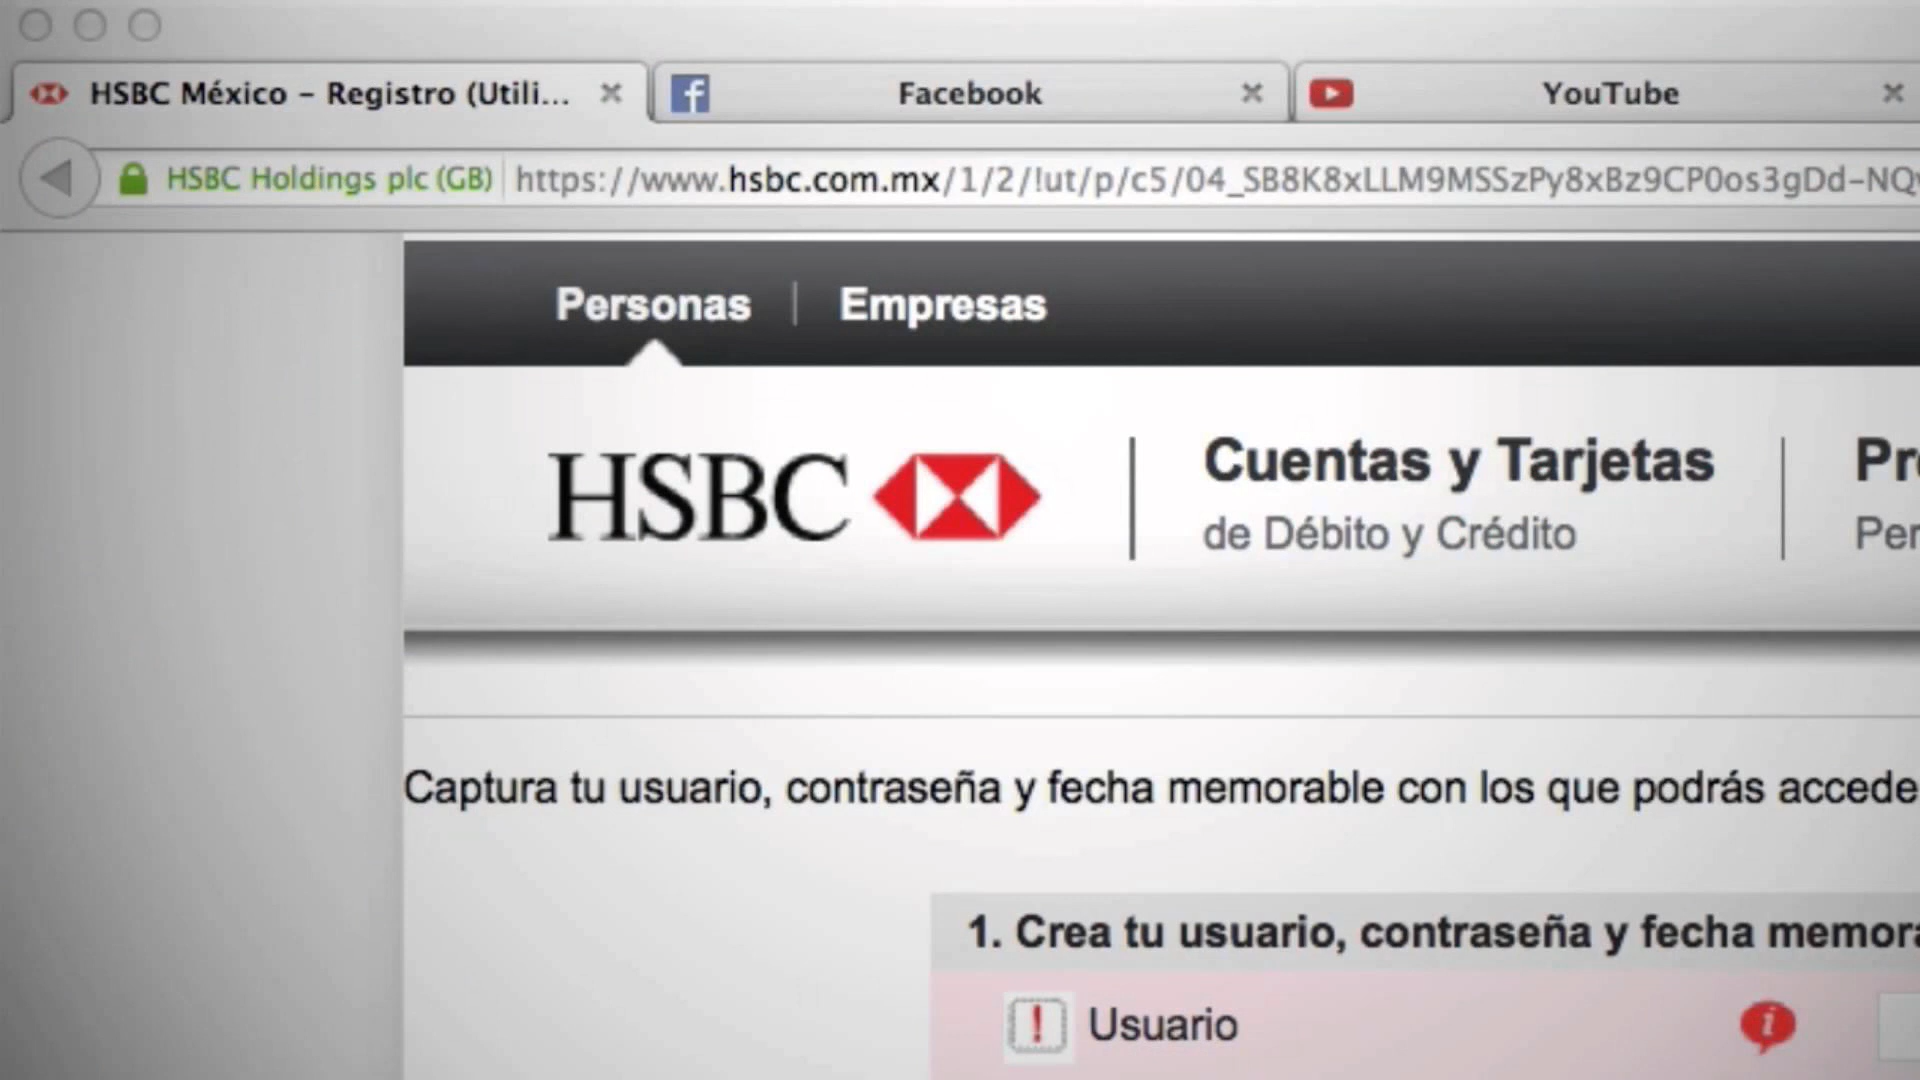 HSBC México – Registro (Utili...
Facebook
YouTube
HSBC Holdings plc (GB)
https://www.hsbc.com.mx/1/2/!ut/p/c5/04_SB8K8xLLM9MSSzPy8xBz9CP0os3gDd-NQ
Personas | Empresas
HSBC
Cuentas y Tarjetas
de Débito y Crédito
Pr
Per
Captura tu usuario, contraseña y fecha memorable con los que podrás accede
1. Crea tu usuario, contraseña y fecha memora
! Usuario
i